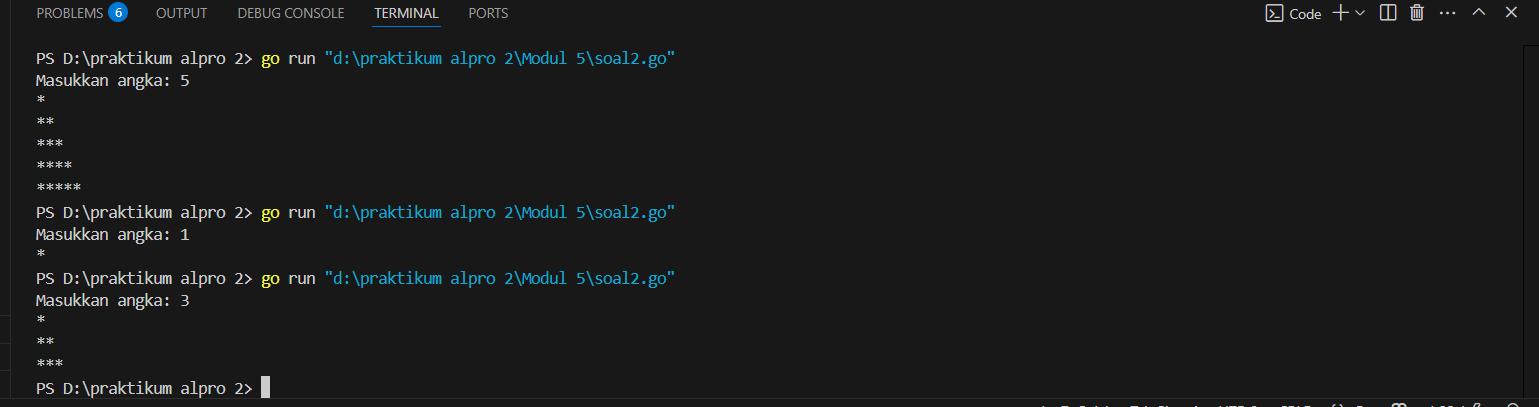 PROBLEMS 6 OUTPUT DEBUG CONSOLE TERMINAL PORTS Code
PS D:\praktikum alpro 2> go run "d:\praktikum alpro 2\Modul 5\soal2.go"
Masukkan angka: 5
*
**
***
****
*****
PS D:\praktikum alpro 2> go run "d:\praktikum alpro 2\Modul 5\soal2.go"
Masukkan angka: 1
*
PS D:\praktikum alpro 2> go run "d:\praktikum alpro 2\Modul 5\soal2.go"
Masukkan angka: 3
*
**
***
PS D:\praktikum alpro 2>